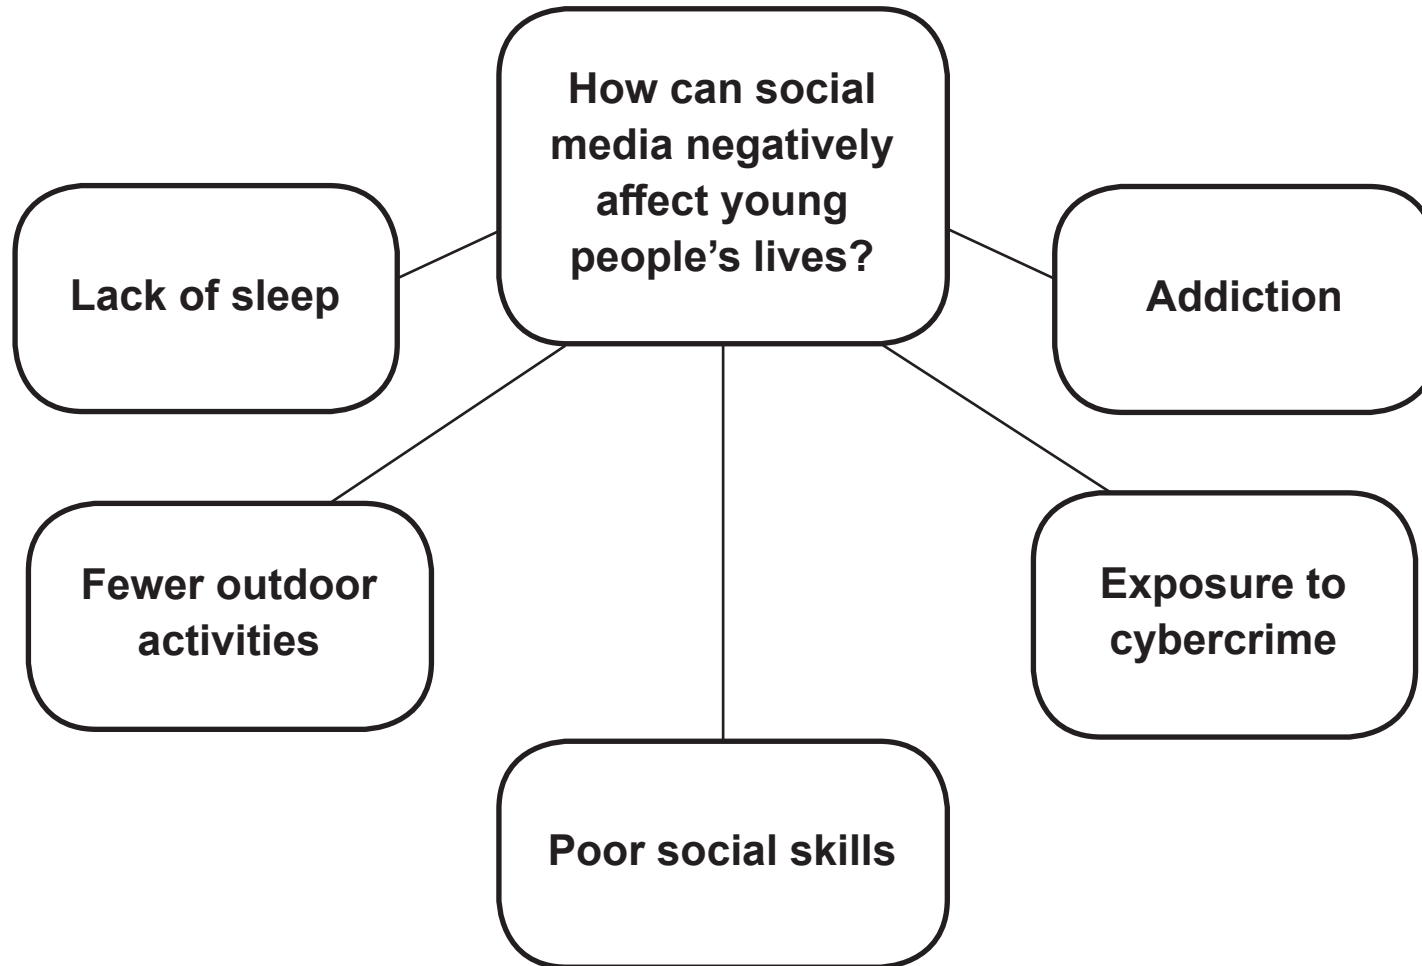 How can social
media negatively
affect young
people's lives?
Lack of sleep
Addiction
Fewer outdoor
activities
Exposure to
cybercrime
Poor social skills